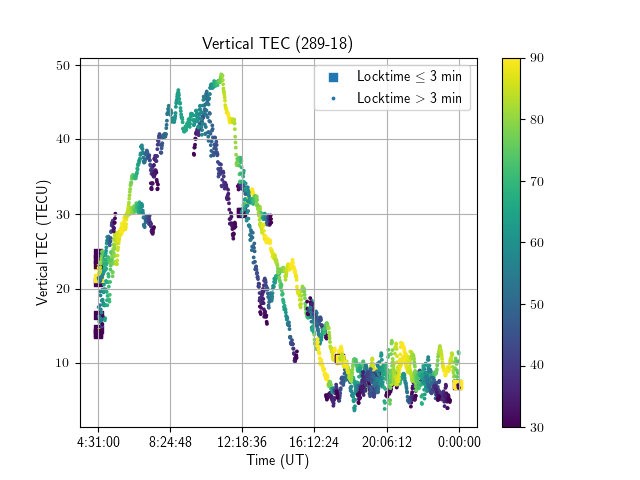 Vertical TEC (289-18)
Locktime ≤ 3 min
Locktime > 3 min
Vertical TEC (TECU)
50
40
30
20
10
4:31:00 8:24:48 12:18:36 16:12:24 20:06:12 0:00:00
Time (UT)
90
80
70
60
50
40
30